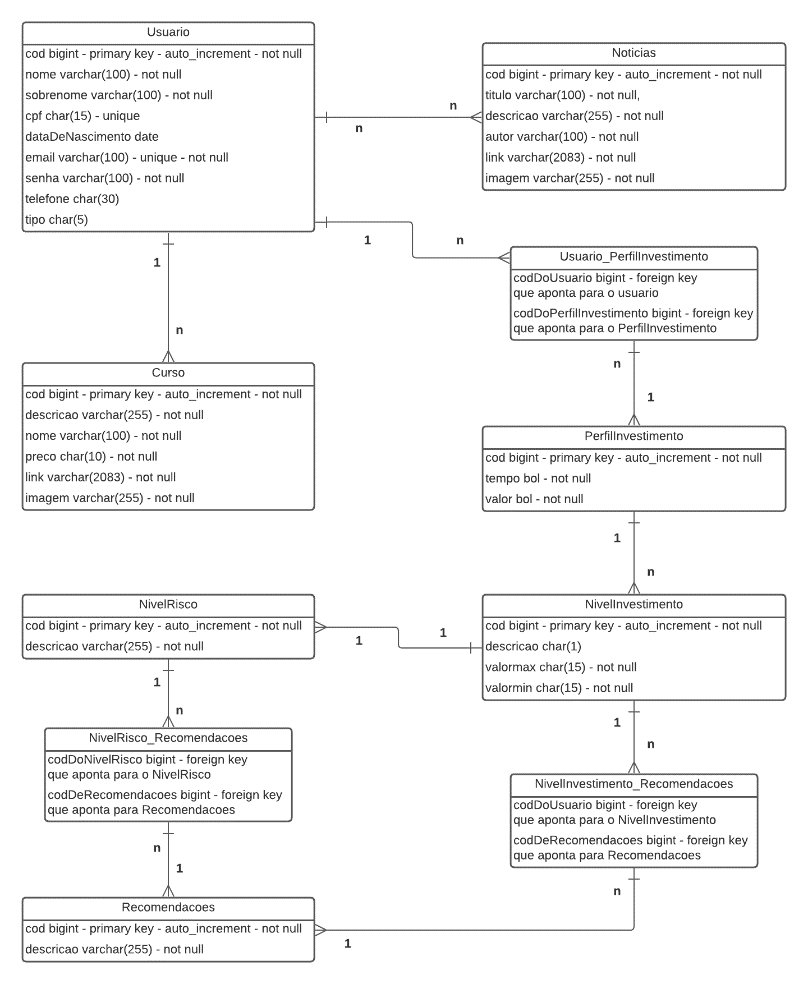 Usuario
cod bigint - primary key - auto_increment - not null
nome varchar(100) - not null
sobrenome varchar(100) - not null
cpf char(15) - unique
dataDeNascimento date
email varchar(100) - unique - not null
senha varchar(100) - not null
telefone char(30)
tipo char(5)
n
n
Noticias
cod bigint - primary key - auto_increment - not null
titulo varchar(100) - not null,
descricao varchar(255) - not null
autor varchar(100) - not null
link varchar(2083) - not null
imagem varchar(255) - not null
1
n
Usuario_PerfilInvestimento
codDoUsuario bigint - foreign key
que aponta para o usuario
codDoPerfilInvestimento bigint - foreign key
que aponta para o PerfilInvestimento
1
n
Curso
cod bigint - primary key - auto_increment - not null
descricao varchar(255) - not null
nome varchar(100) - not null
preco char(10) - not null
link varchar(2083) - not null
imagem varchar(255) - not null
n
1
PerfilInvestimento
cod bigint - primary key - auto_increment - not null
tempo bol - not null
valor bol - not null
1
n
NivelRisco
cod bigint - primary key - auto_increment - not null
descricao varchar(255) - not null
1
1
NivelInvestimento
cod bigint - primary key - auto_increment - not null
descricao char(1)
valormax char(15) - not null
valormin char(15) - not null
1
n
NivelRisco_Recomendacoes
codDoNivelRisco bigint - foreign key
que aponta para o NivelRisco
codDeRecomendacoes bigint - foreign key
que aponta para Recomendacoes
1
n
NivelInvestimento_Recomendacoes
codDoUsuario bigint - foreign key
que aponta para o NivelInvestimento
codDeRecomendacoes bigint - foreign key
que aponta para Recomendacoes
n
1
n
1
Recomendacoes
cod bigint - primary key - auto_increment - not null
descricao varchar(255) - not null